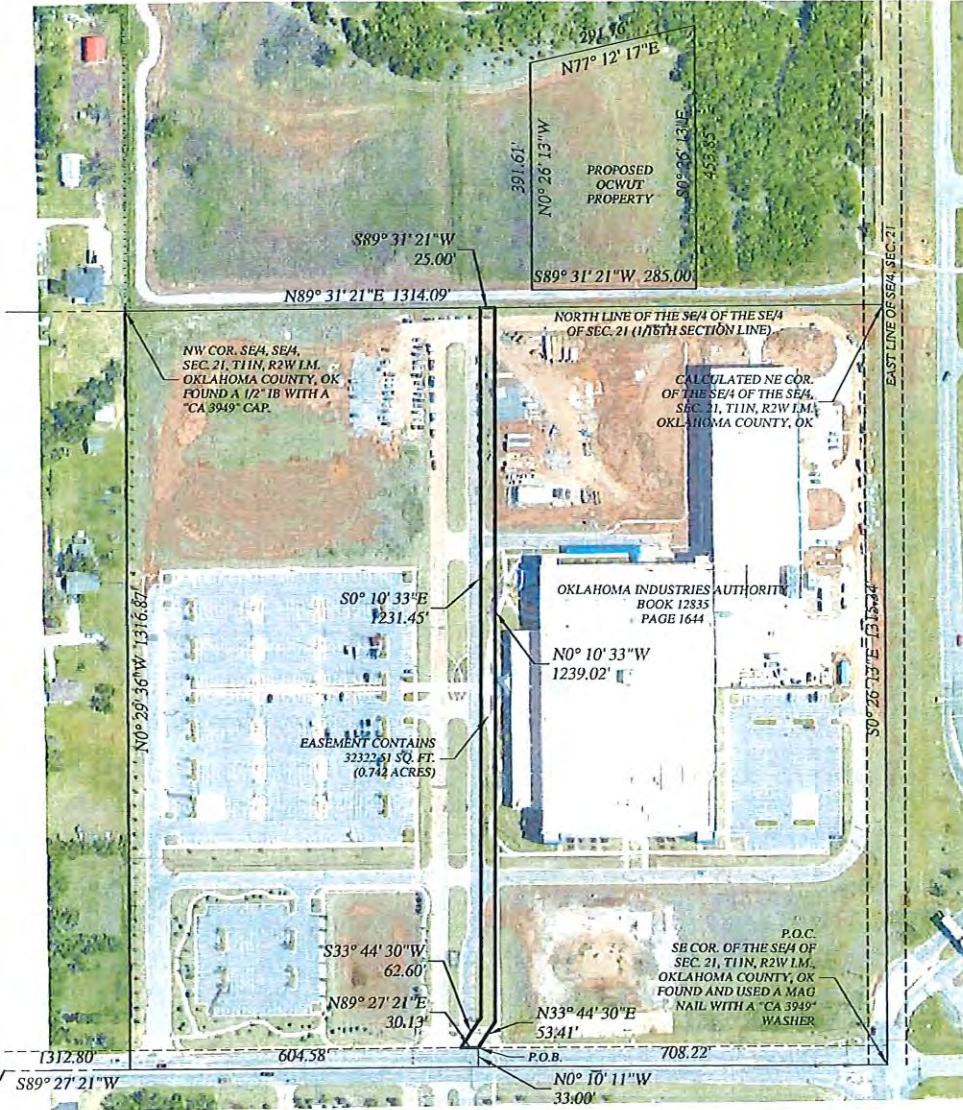 291.76'
N77° 12' 17"E
391.61'
N0° 26' 13"W
S0° 26' 13"E
453.85'
PROPOSED
OCWUT
PROPERTY
S89° 31' 21"W
25.00'
S89° 31' 21"W 285.00'
N89° 31' 21"E 1314.09'
EAST LINE OF SE/4, SEC. 21
NORTH LINE OF THE SE/4 OF THE SE/4
OF SEC. 21 (1/16TH SECTION LINE)
NW COR. SE/4, SE/4,
SEC. 21, T11N, R2W I.M.
OKLAHOMA COUNTY, OK
FOUND A 1/2" IB WITH A
"CA 3949" CAP.
CALCULATED NE COR.
OF THE SE/4 OF THE SE/4,
SEC. 21, T11N, R2W I.M.
OKLAHOMA COUNTY, OK
OKLAHOMA INDUSTRIES AUTHORITY
BOOK 12835
PAGE 1644
S0° 10' 33"E
1231.45'
N0° 10' 33"W
1239.02'
N0° 29' 36"W 1316.87'
S0° 26' 13"E 1315.34'
EASEMENT CONTAINS
32322.51 SQ. FT.
(0.742 ACRES)
P.O.C.
SE COR. OF THE SE/4 OF
SEC. 21, T11N, R2W I.M.,
OKLAHOMA COUNTY, OK
FOUND AND USED A MAG
NAIL WITH A "CA 3949"
WASHER
S33° 44' 30"W
62.60'
N89° 27' 21"E
30.13'
N33° 44' 30"E
53.41'
1312.80'
604.58'
P.O.B.
708.22'
S89° 27' 21"W
N0° 10' 11"W
33.00'